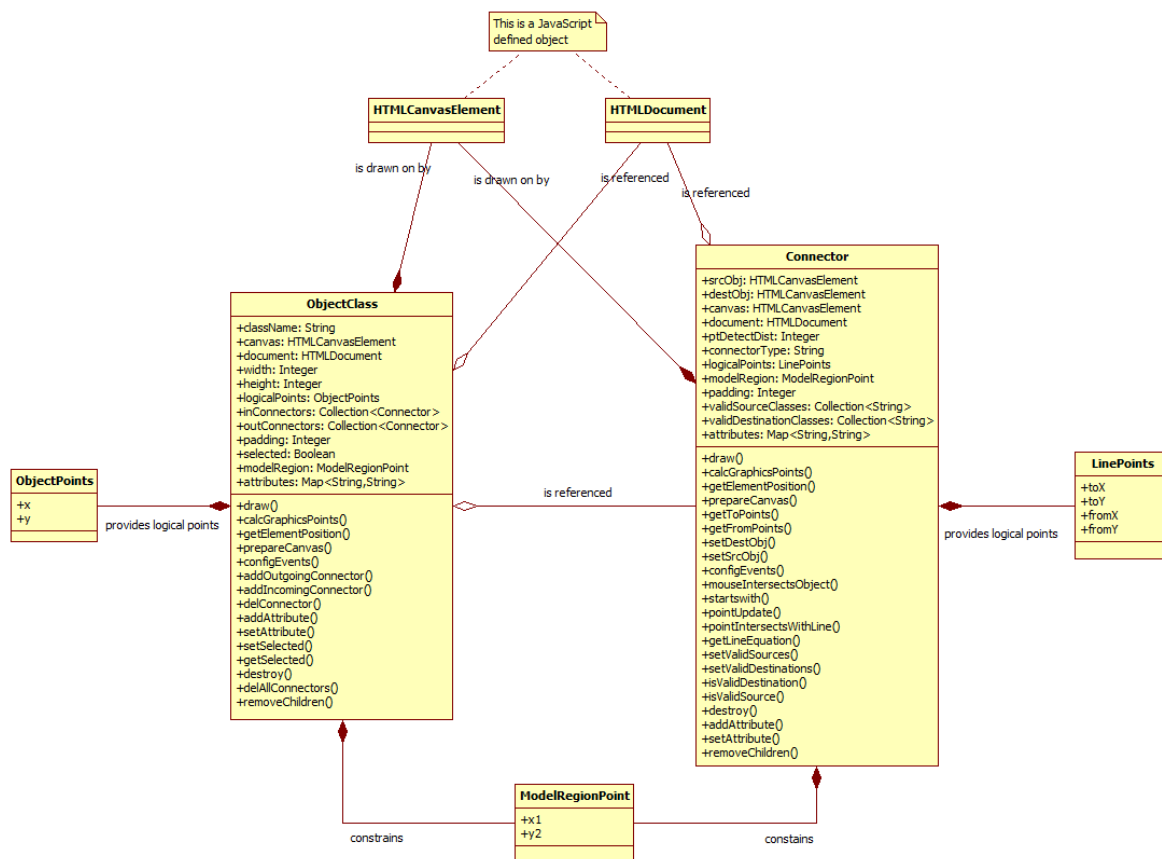 This is a JavaScript
defined object
HTMLCanvasElement
HTMLDocument
is drawn on by
is drawn on by
is referenced
is referenced
ObjectClass
+className: String
+canvas: HTMLCanvasElement
+document: HTMLDocument
+width: Integer
+height: Integer
+logicalPoints: ObjectPoints
+inConnectors: Collection<Connector>
+outConnectors: Collection<Connector>
+padding: Integer
+selected: Boolean
+modelRegion: ModelRegionPoint
+attributes: Map<String,String>
+draw()
+calcGraphicsPoints()
+getElementPosition()
+prepareCanvas()
+configEvents()
+addOutgoingConnector()
+addIncomingConnector()
+delConnector()
+addAttribute()
+setAttribute()
+setSelected()
+getSelected()
+destroy()
+delAllConnectors()
+removeChildren()
Connector
+srcObj: HTMLCanvasElement
+destObj: HTMLCanvasElement
+canvas: HTMLCanvasElement
+document: HTMLDocument
+ptDetectDist: Integer
+connectorType: String
+logicalPoints: LinePoints
+modelRegion: ModelRegionPoint
+padding: Integer
+validSourceClasses: Collection<String>
+validDestinationClasses: Collection<String>
+attributes: Map<String,String>
+draw()
+calcGraphicsPoints()
+getElementPosition()
+prepareCanvas()
+getToPoints()
+getFromPoints()
+setDestObj()
+setSrcObj()
+configEvents()
+mouseIntersectsObject()
+startswith()
+pointUpdate()
+pointIntersectsWithLine()
+getLineEquation()
+setValidSources()
+setValidDestinations()
+isValidDestination()
+isValidSource()
+destroy()
+addAttribute()
+setAttribute()
+removeChildren()
ObjectPoints
+x
+y
provides logical points
is referenced
provides logical points
LinePoints
+toX
+toY
+fromX
+fromY
ModelRegionPoint
+x1
+y2
constrains
constains